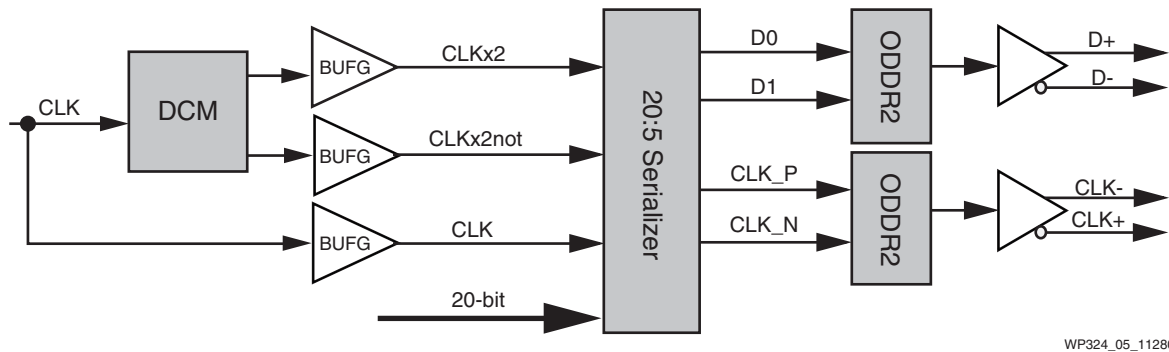 CLK
DCM
BUFG
CLKx2
BUFG
CLKx2not
BUFG
CLK
20-bit
20:5 Serializer
D0
D1
CLK_P
CLK_N
ODDR2
ODDR2
D+
D-
CLK-
CLK+